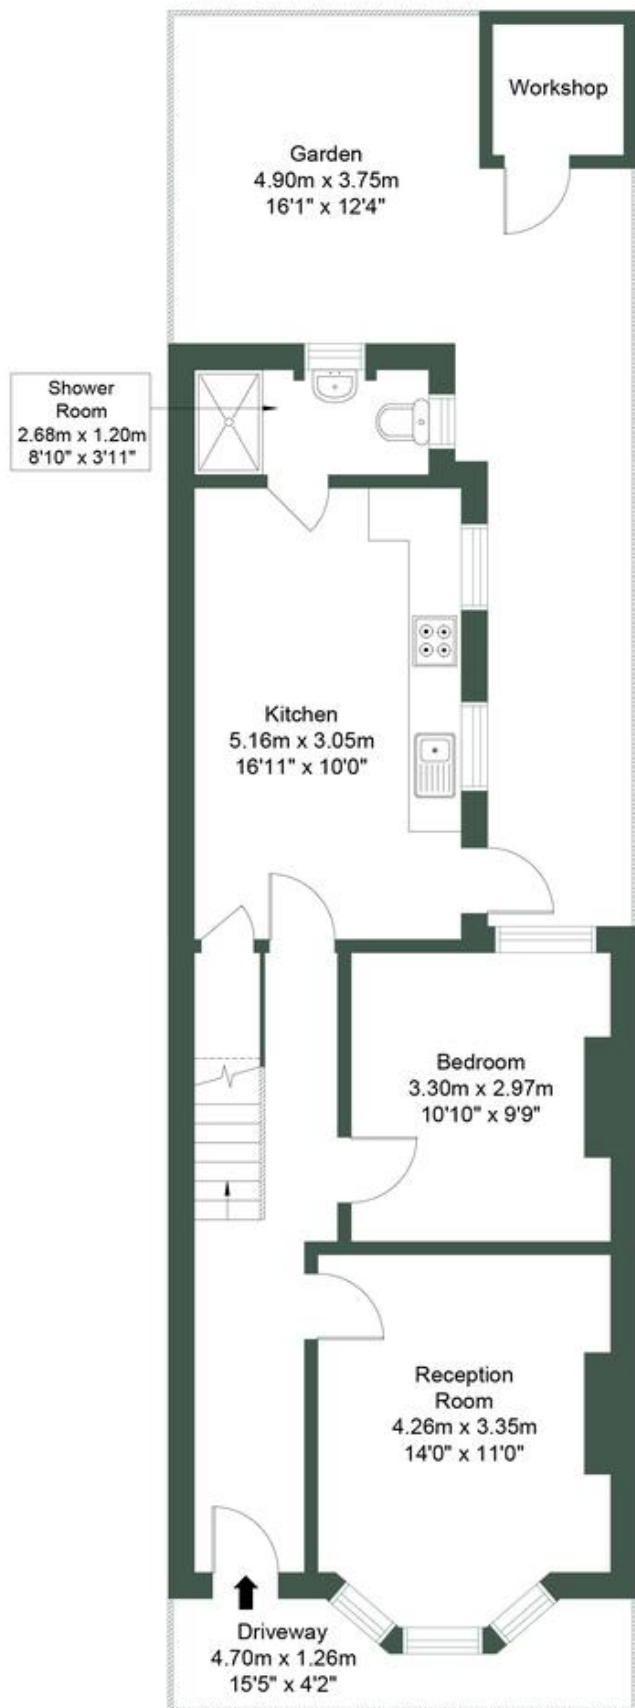 Workshop
Garden
4.90m x 3.75m
16'1" x 12'4"
Shower
Room
2.68m x 1.20m
8'10" x 3'11"
Kitchen
5.16m x 3.05m
16'11" x 10'0"
Bedroom
3.30m x 2.97m
10'10" x 9'9"
Reception
Room
4.26m x 3.35m
14'0" x 11'0"
Driveway
4.70m x 1.26m
15'5" x 4'2"